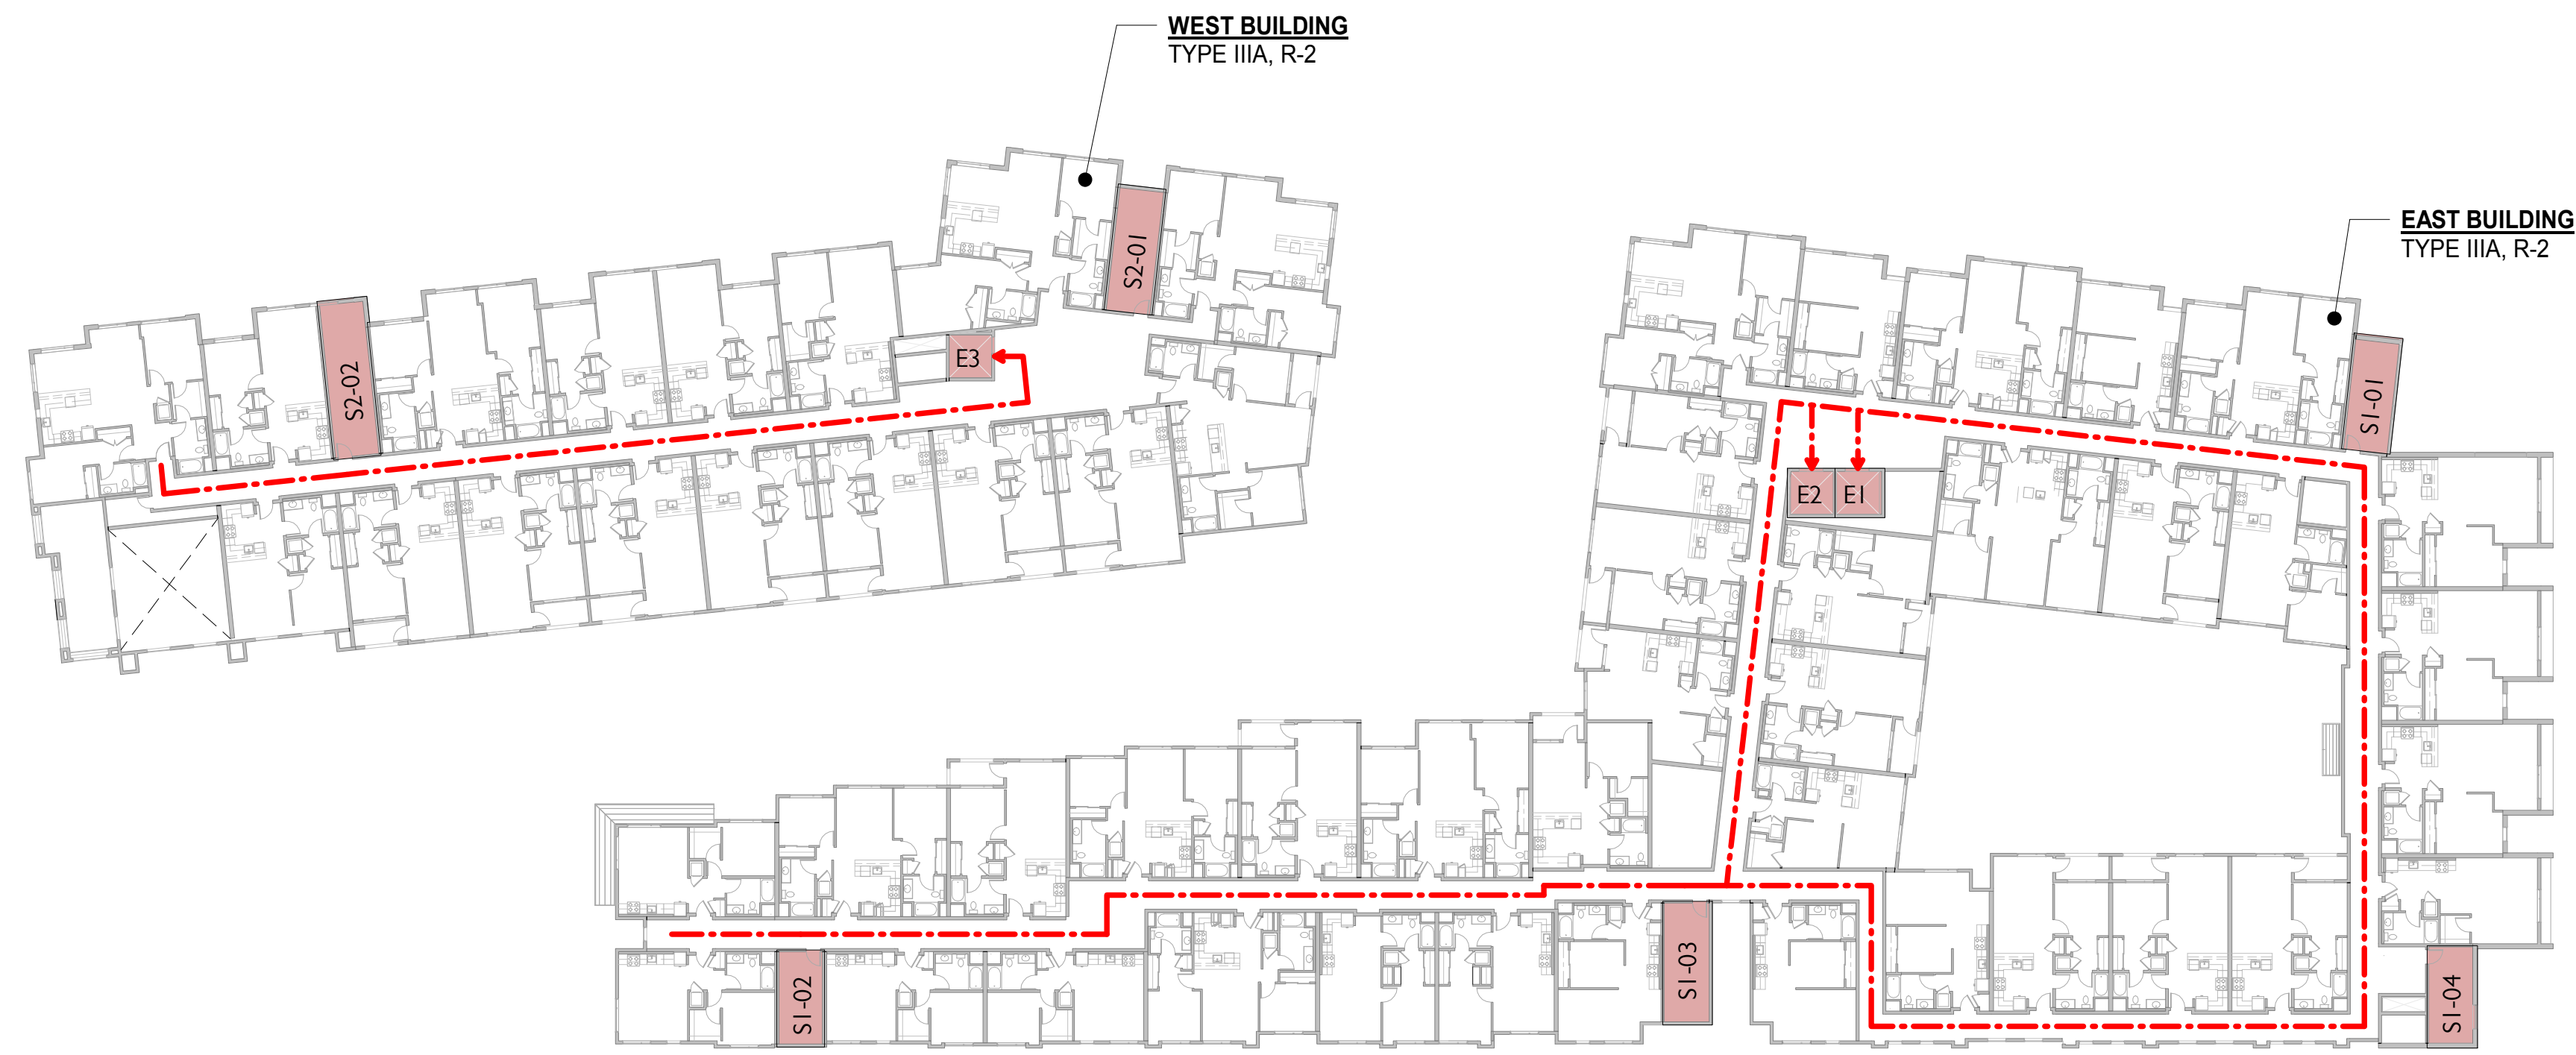 WEST BUILDING
TYPE IIIA, R-2
EAST BUILDING
TYPE IIIA, R-2
S2-01
E3
S2-02
S1-01
E2
E1
S1-03
S1-02
S1-04